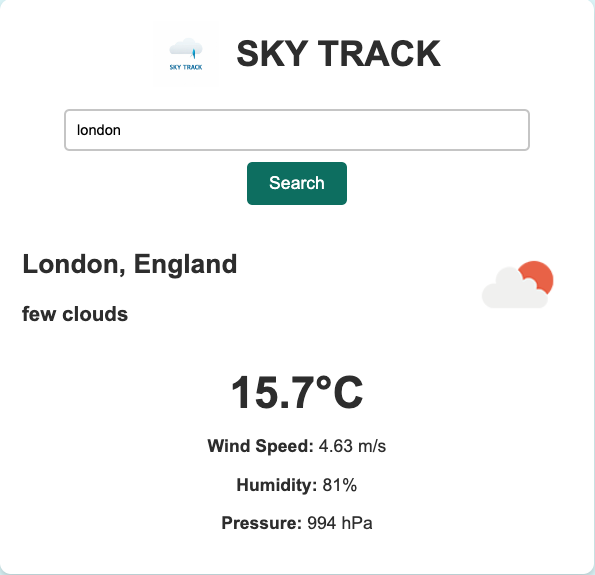 SKY TRACK
SKY TRACK
london
Search
London, England
few clouds
15.7°C
Wind Speed: 4.63 m/s
Humidity: 81%
Pressure: 994 hPa